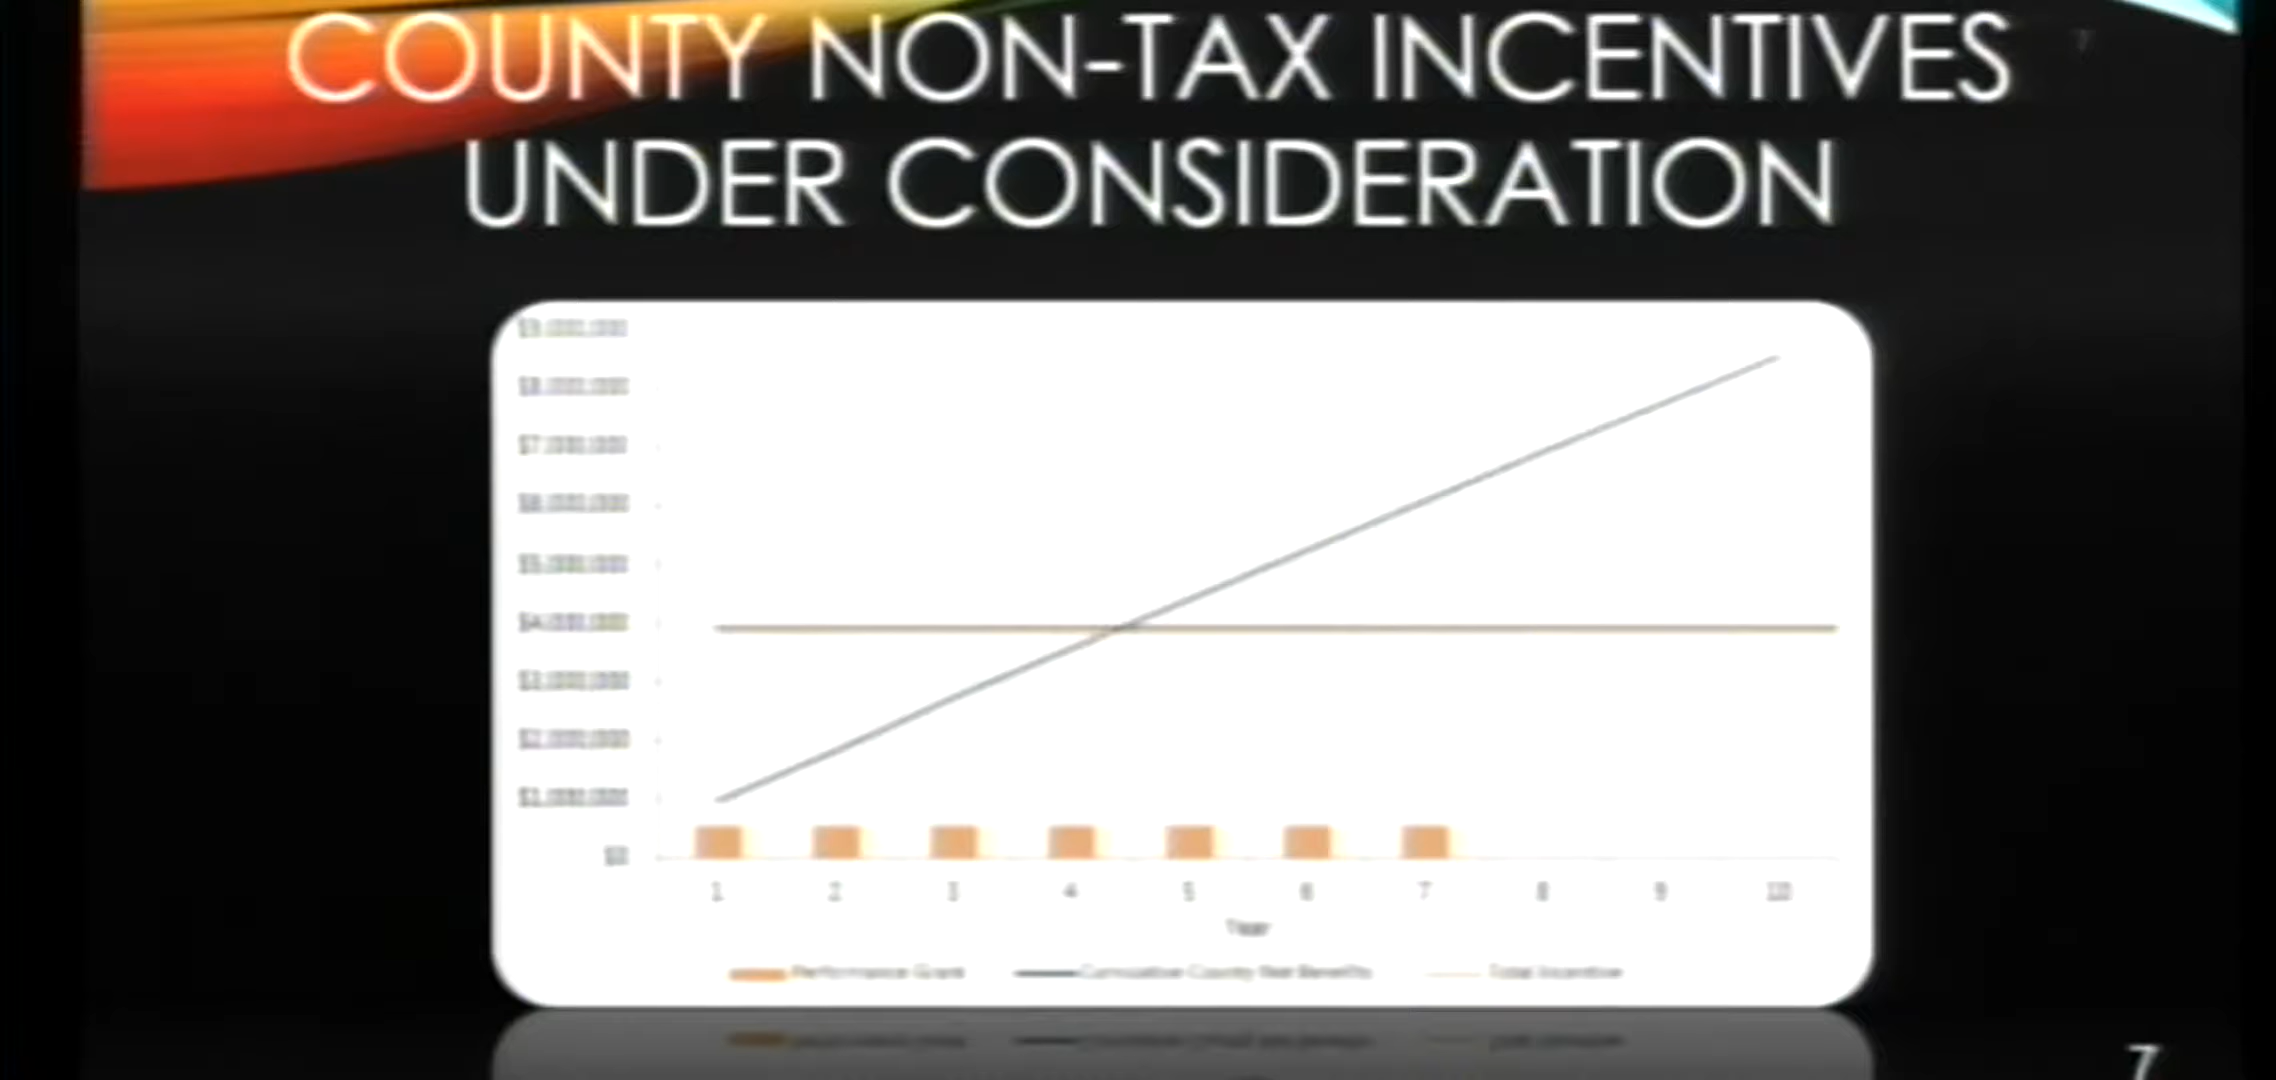 COUNTY NON-TAX INCENTIVES
7
UNDER CONSIDERATION
$9,000,000
$8,000,000
$7,000,000
$6,000,000
$5,000,000
$4,000,000
$3,000,000
$2,000,000
$1,000,000
$0
1 2 3 4 5 6 7 8 9 10
Year
Performance Grant Cumulative County Net Benefits Total Incentive
7